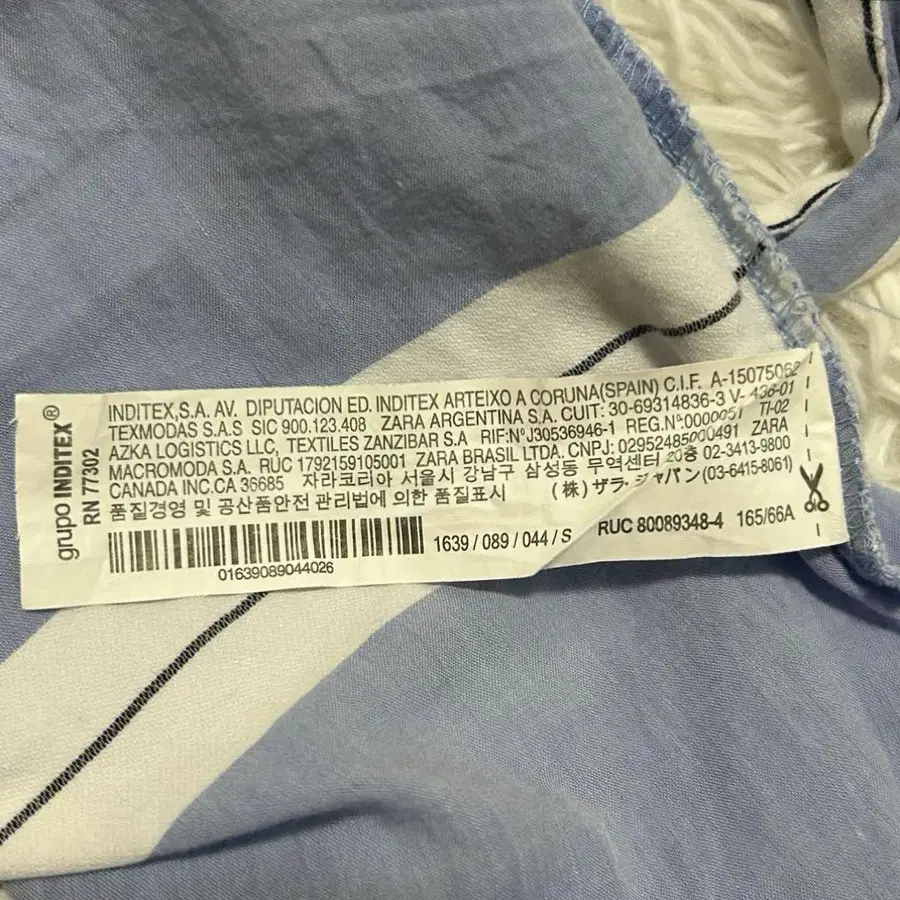 grupo INDITEX®
RN 77302
INDITEX,S.A. AV. DIPUTACION ED. INDITEX ARTEIXO A CORUNA(SPAIN) C.I.F. A-15075062
TEXMODAS S.A.S SIC 900.123.408 ZARA ARGENTINA S.A. CUIT: 30-69314836-3 V- 436-01
AZKA LOGISTICS LLC, TEXTILES ZANZIBAR S.A RIF:Nº J30536946-1 REG.Nº:0000051 TI-02
MACROMODA S.A. RUC 1792159105001 ZARA BRASIL LTDA. CNPJ: 02952485000491 ZARA
CANADA INC.CA 36685 자라코리아 서울시 강남구 삼성동 무역센터 20층 02-3413-9800
품질경영 및 공산품안전 관리법에 의한 품질표시 (株) ザラ・ジャパン (03-6415-8061)
1639 / 089 / 044 / S RUC 80089348-4 165/66A
01639089044026